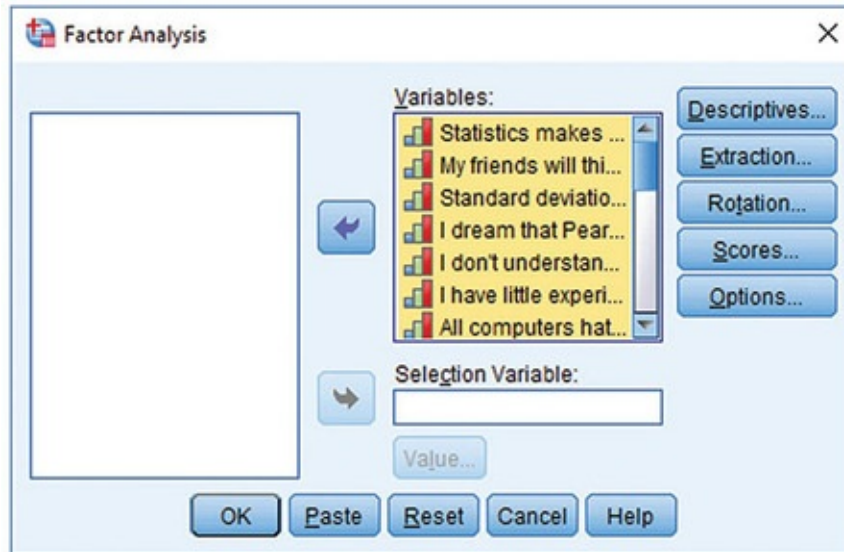 Factor Analysis
Variables:
Statistics makes ...
My friends will thi...
Standard deviatio...
I dream that Pear...
I don't understan...
I have little experi...
All computers hat...
Descriptives...
Extraction...
Rotation...
Scores...
Options...
Selection Variable:
Value...
OK Paste Reset Cancel Help